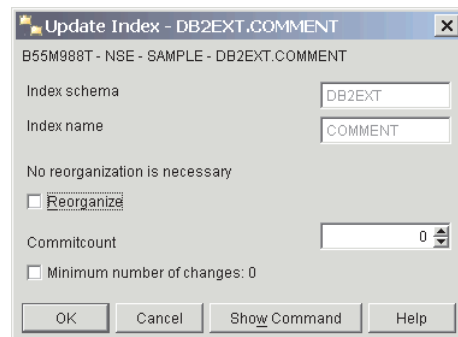 Update Index - DB2EXT.COMMENT
B55M988T - NSE - SAMPLE - DB2EXT.COMMENT
Index schema DB2EXT
Index name COMMENT
No reorganization is necessary
Reorganize
Commitcount 0
Minimum number of changes: 0
OK Cancel Show Command Help